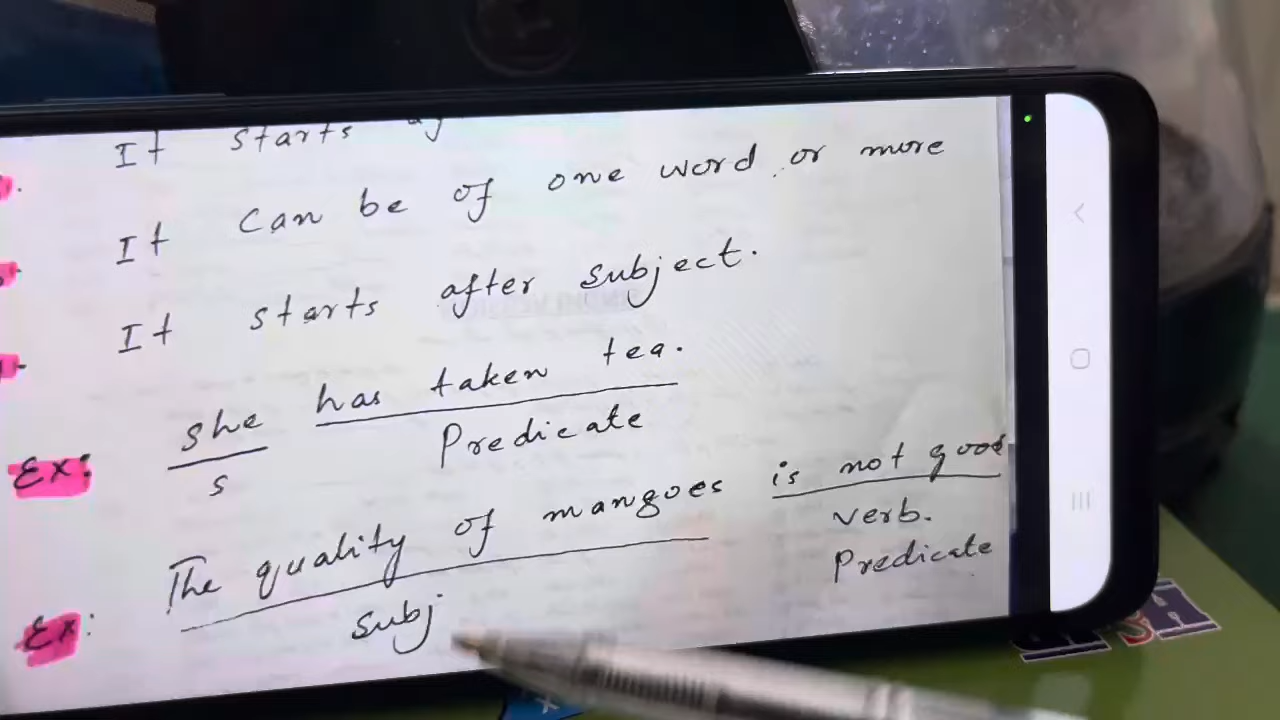 It starts
It can be of one word or more
It starts after subject.
Ex: She has taken tea.
S Predicate
Ex: The quality of mangoes is not good
Subj verb.
Predicate